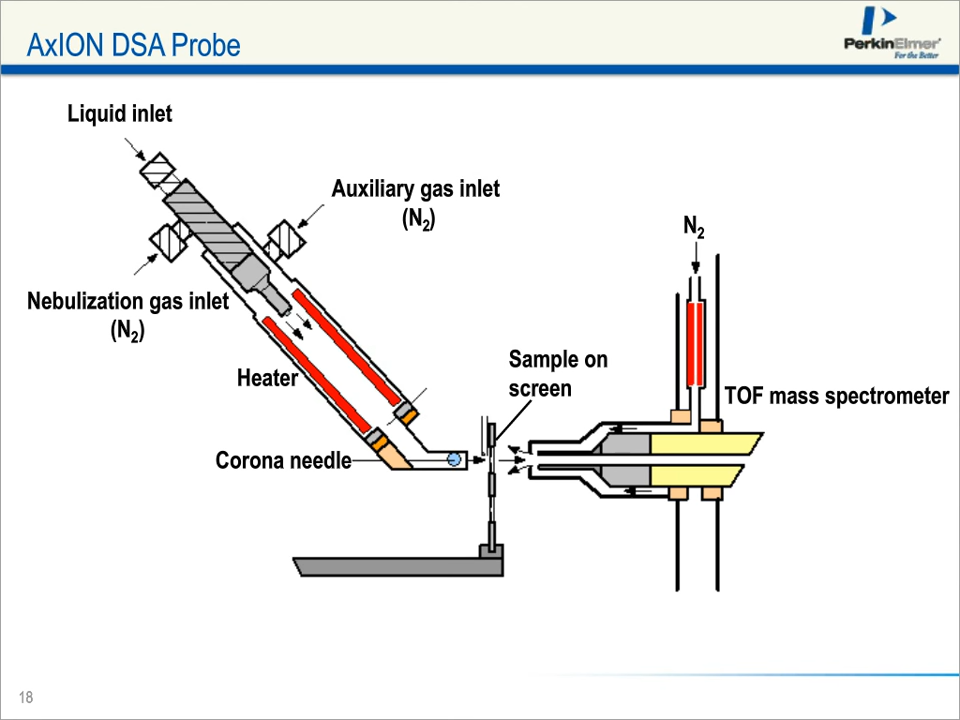 AxION DSA Probe
PerkinElmer
For the Better
Liquid inlet
Auxiliary gas inlet
(N₂)
N₂
Nebulization gas inlet
(N₂)
Heater
Sample on
screen
TOF mass spectrometer
Corona needle
18